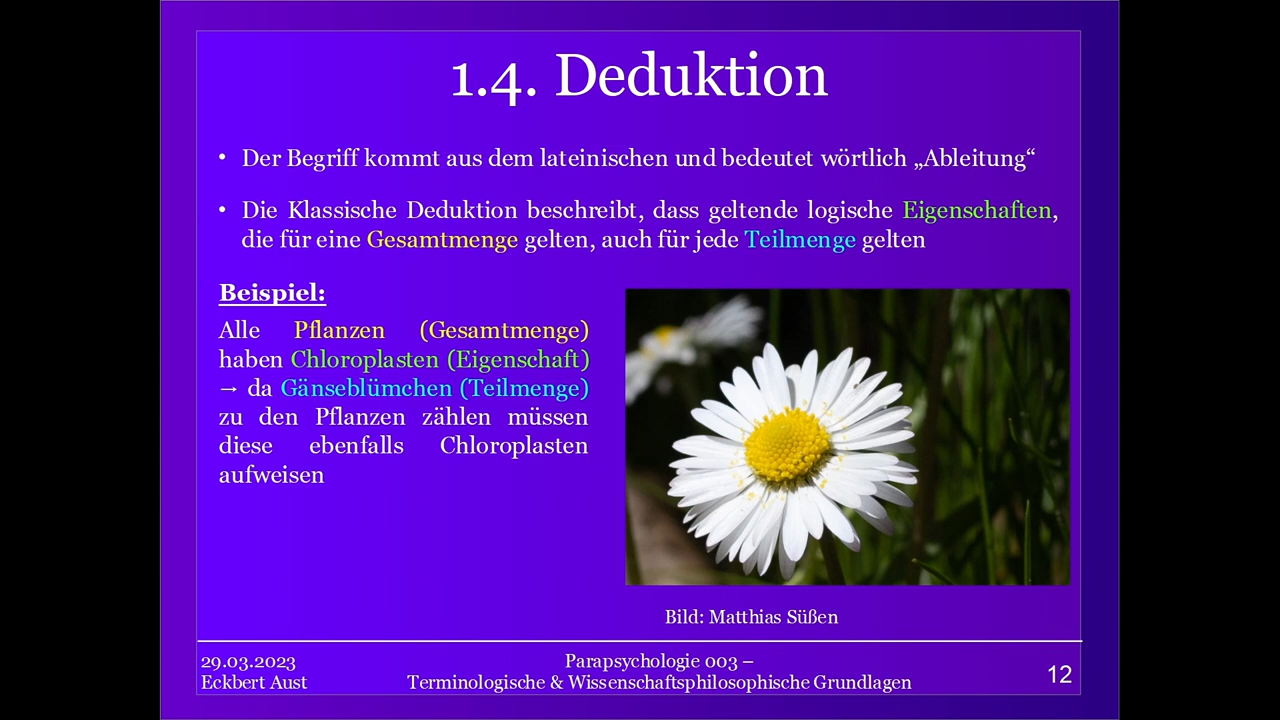 1.4. Deduktion
• Der Begriff kommt aus dem lateinischen und bedeutet wörtlich „Ableitung“
• Die Klassische Deduktion beschreibt, dass geltende logische Eigenschaften,
die für eine Gesamtmenge gelten, auch für jede Teilmenge gelten
Beispiel:
Alle Pflanzen (Gesamtmenge)
haben Chloroplasten (Eigenschaft)
→ da Gänseblümchen (Teilmenge)
zu den Pflanzen zählen müssen
diese ebenfalls Chloroplasten
aufweisen
Bild: Matthias Süßen
29.03.2023
Eckbert Aust
Parapsychologie 003 –
Terminologische & Wissenschaftsphilosophische Grundlagen
12